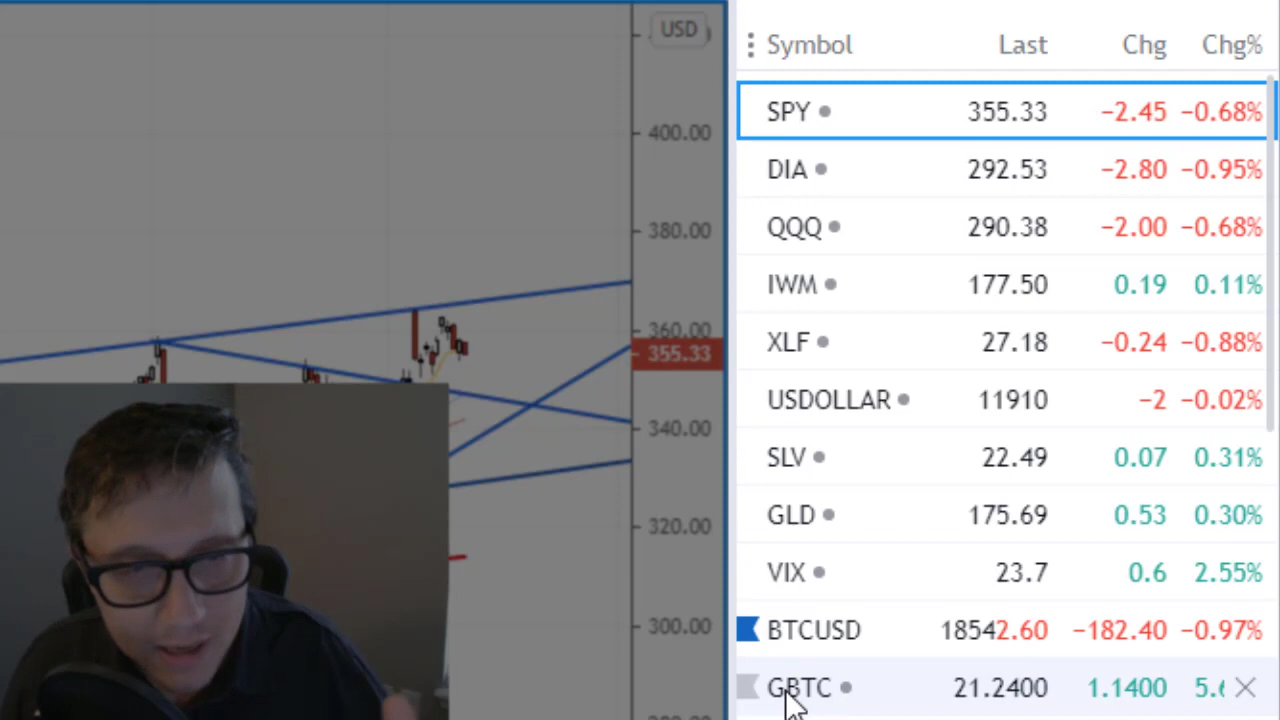 USD
400.00
380.00
360.00
355.33
340.00
320.00
300.00
Symbol Last Chg Chg%
SPY 355.33 −2.45 −0.68%
DIA 292.53 −2.80 −0.95%
QQQ 290.38 −2.00 −0.68%
IWM 177.50 0.19 0.11%
XLF 27.18 −0.24 −0.88%
USDOLLAR 11910 −2 −0.02%
SLV 22.49 0.07 0.31%
GLD 175.69 0.53 0.30%
VIX 23.7 0.6 2.55%
BTCUSD 18542.60 −182.40 −0.97%
GBTC 21.2400 1.1400